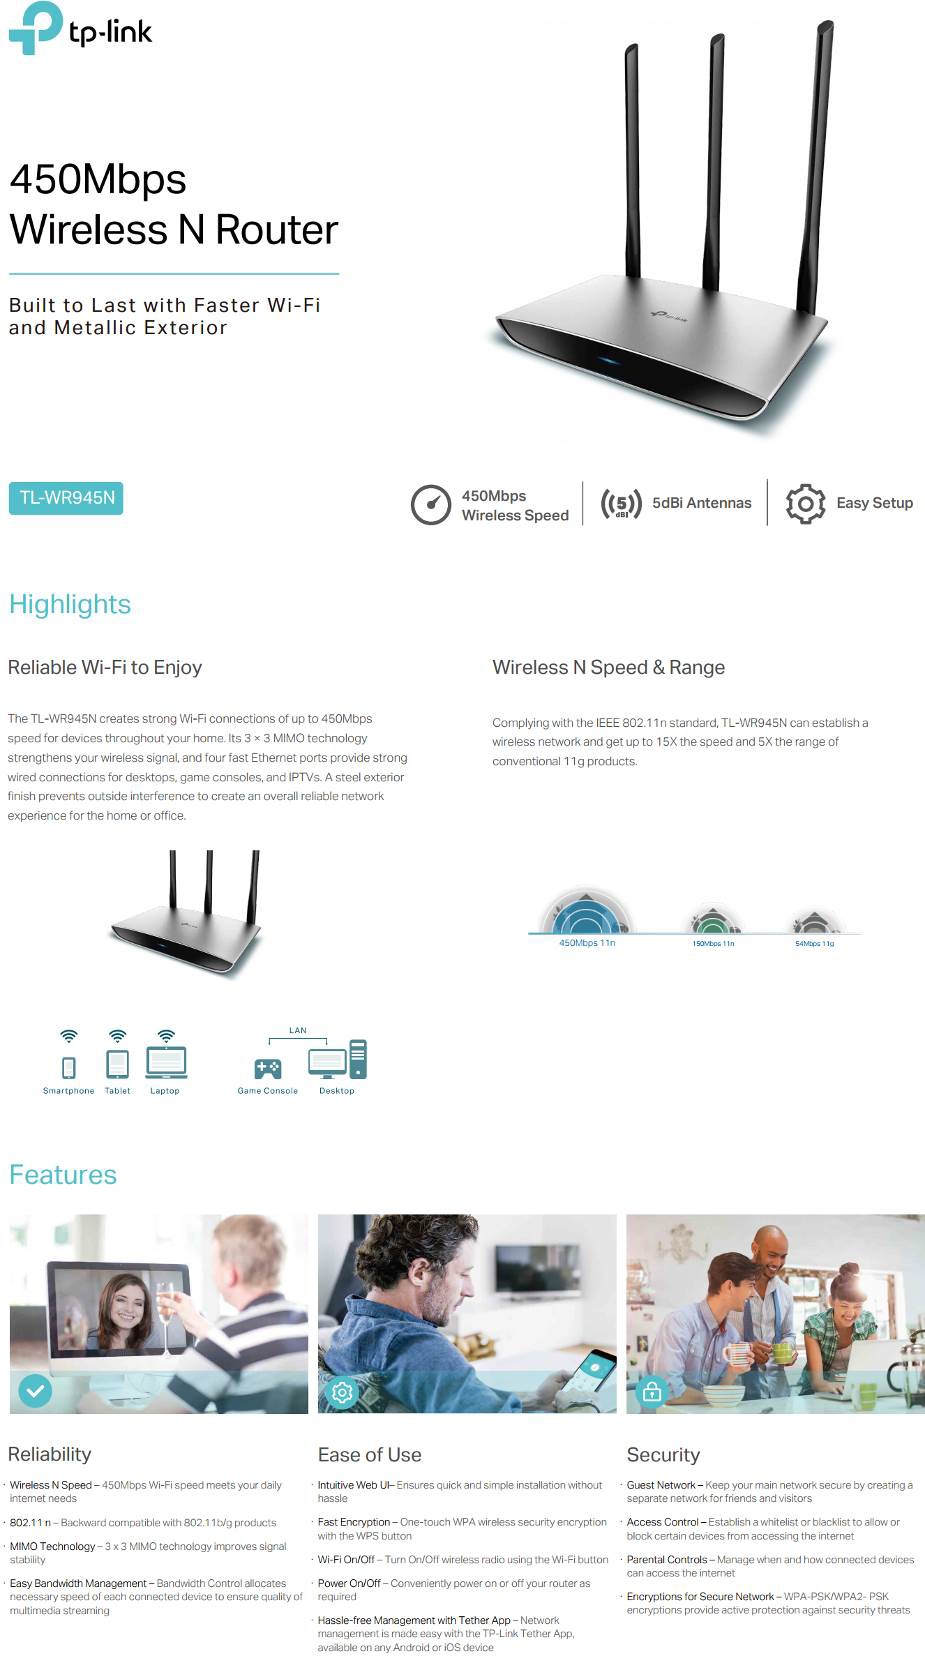 tp-link
450Mbps
Wireless N Router
Built to Last with Faster Wi-Fi
and Metallic Exterior
tp-link
TL-WR945N
450Mbps
Wireless Speed
5
dBi
5dBi Antennas
Easy Setup
Highlights
Reliable Wi-Fi to Enjoy
The TL-WR945N creates strong Wi-Fi connections of up to 450Mbps
speed for devices throughout your home. Its 3 × 3 MIMO technology
strengthens your wireless signal, and four fast Ethernet ports provide strong
wired connections for desktops, game consoles, and IPTVs. A steel exterior
finish prevents outside interference to create an overall reliable network
experience for the home or office.
Wireless N Speed & Range
Complying with the IEEE 802.11n standard, TL-WR945N can establish a
wireless network and get up to 15X the speed and 5X the range of
conventional 11g products.
450Mbps 11n
150Mbps 11n
54Mbps 11g
LAN
Smartphone
Tablet
Laptop
Game Console
Desktop
Features
Reliability
· Wireless N Speed – 450Mbps Wi-Fi speed meets your daily
internet needs
· 802.11 n – Backward compatible with 802.11b/g products
· MIMO Technology – 3 x 3 MIMO technology improves signal
stability
· Easy Bandwidth Management – Bandwidth Control allocates
necessary speed of each connected device to ensure quality of
multimedia streaming
Ease of Use
· Intuitive Web UI– Ensures quick and simple installation without
hassle
· Fast Encryption – One-touch WPA wireless security encryption
with the WPS button
· Wi-Fi On/Off – Turn On/Off wireless radio using the Wi-Fi button
· Power On/Off – Conveniently power on or off your router as
required
· Hassle-free Management with Tether App – Network
management is made easy with the TP-Link Tether App,
available on any Android or iOS device
Security
· Guest Network – Keep your main network secure by creating a
separate network for friends and visitors
· Access Control – Establish a whitelist or blacklist to allow or
block certain devices from accessing the internet
· Parental Controls – Manage when and how connected devices
can access the internet
· Encryptions for Secure Network – WPA-PSK/WPA2- PSK
encryptions provide active protection against security threats